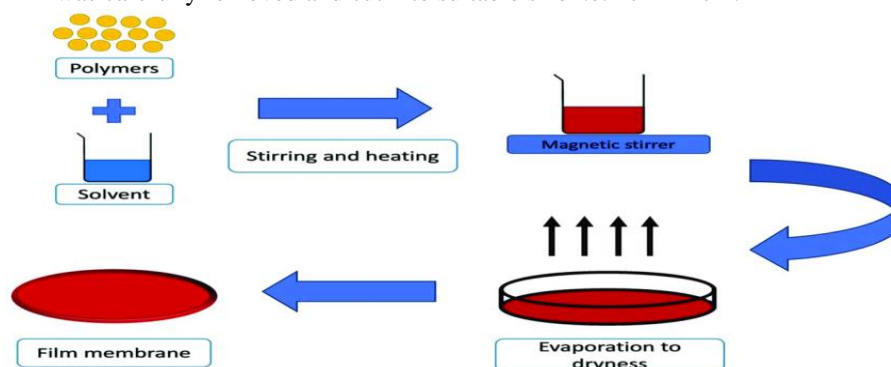 Polymers
Solvent
Stirring and heating
Magnetic stirrer
Evaporation to
dryness
Film membrane